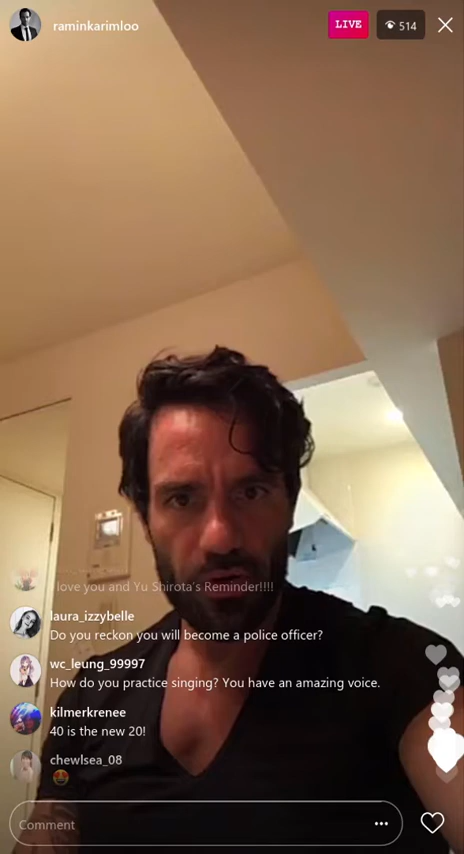 raminkarimloo
LIVE
514
I love you and Yu Shirota's Reminder!!!!
laura_izzybelle
Do you reckon you will become a police officer?
wc_leung_99997
How do you practice singing? You have an amazing voice.
kilmerkrenee
40 is the new 20!
chewlsea_08
Comment